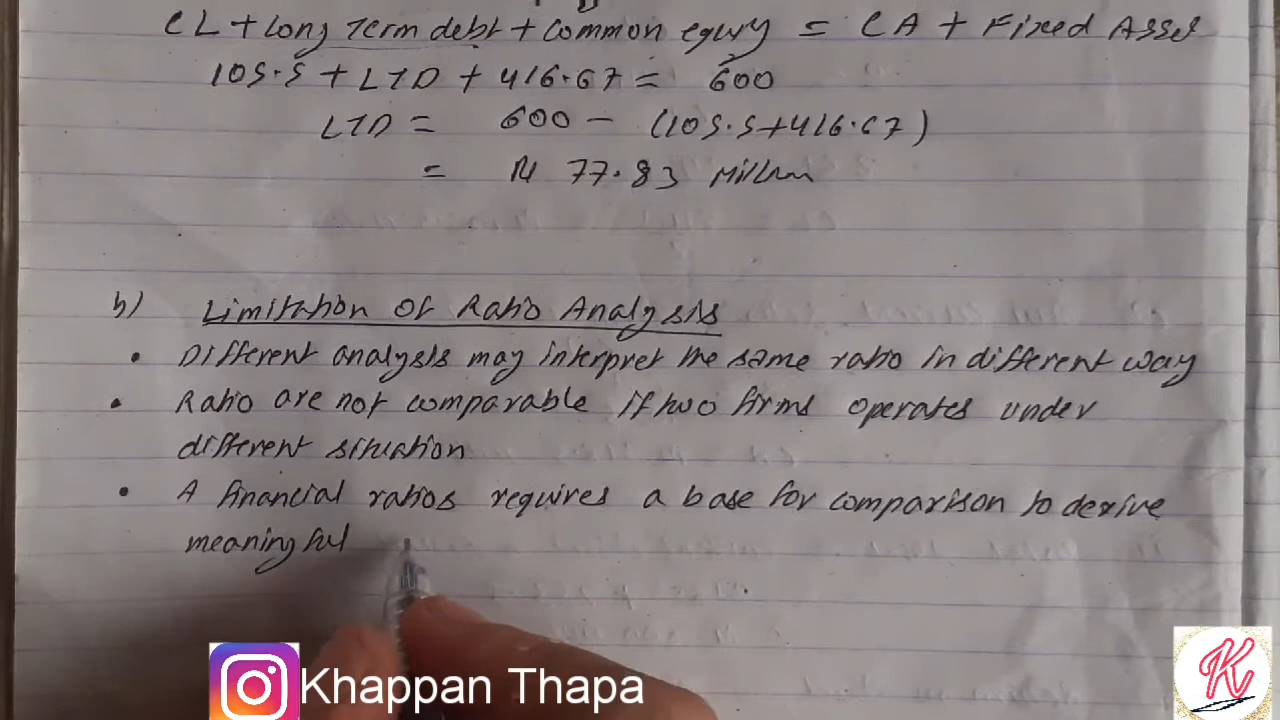 CL + Long Term debt + Common equity = CA + Fixed Asset
105.5 + LTD + 416.67 = 600
LTD = 600 - (105.5+416.67)
= Rs 77.83 Million
b) Limitation Of Ratio Analysis
• Different analysis may interpret the same ratio in different way
• Ratio are not comparable if two firms operates under
different situation
• A financial ratios requires a base for comparison to derive
meaningful
Khappan Thapa
K